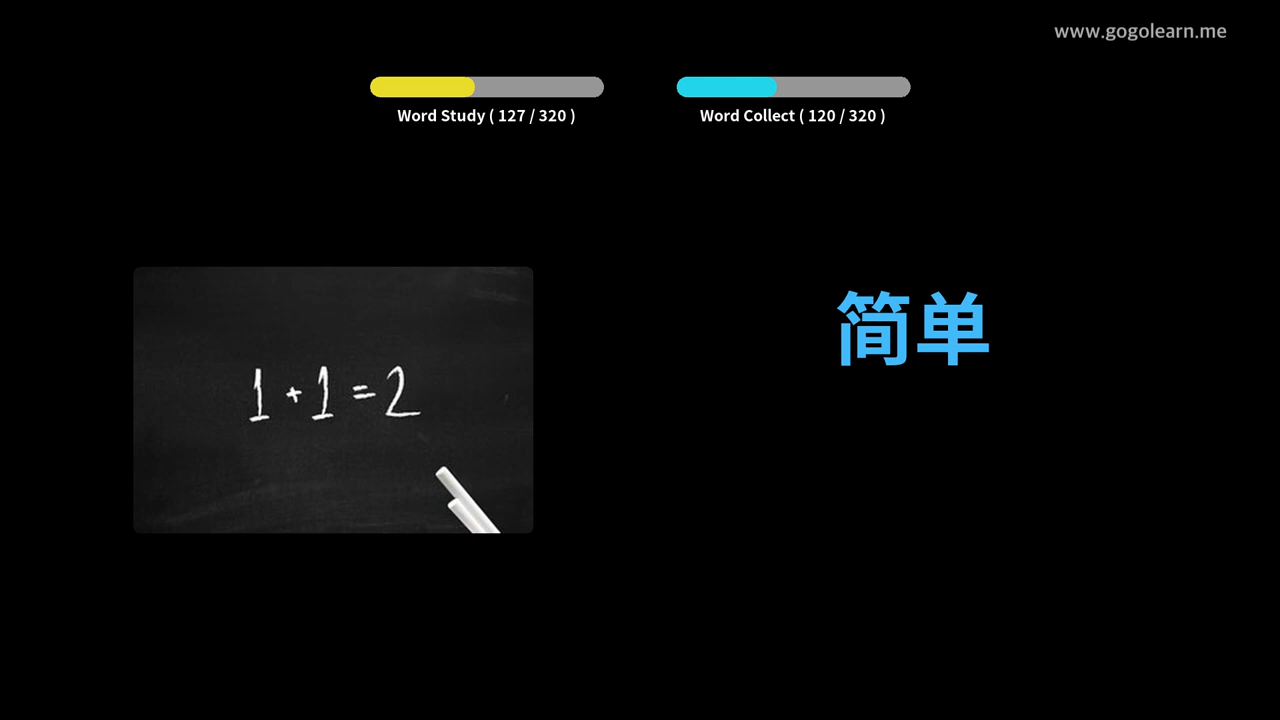 www.gogolearn.me
Word Study ( 127 / 320 )
Word Collect ( 120 / 320 )
简单
1 + 1 = 2